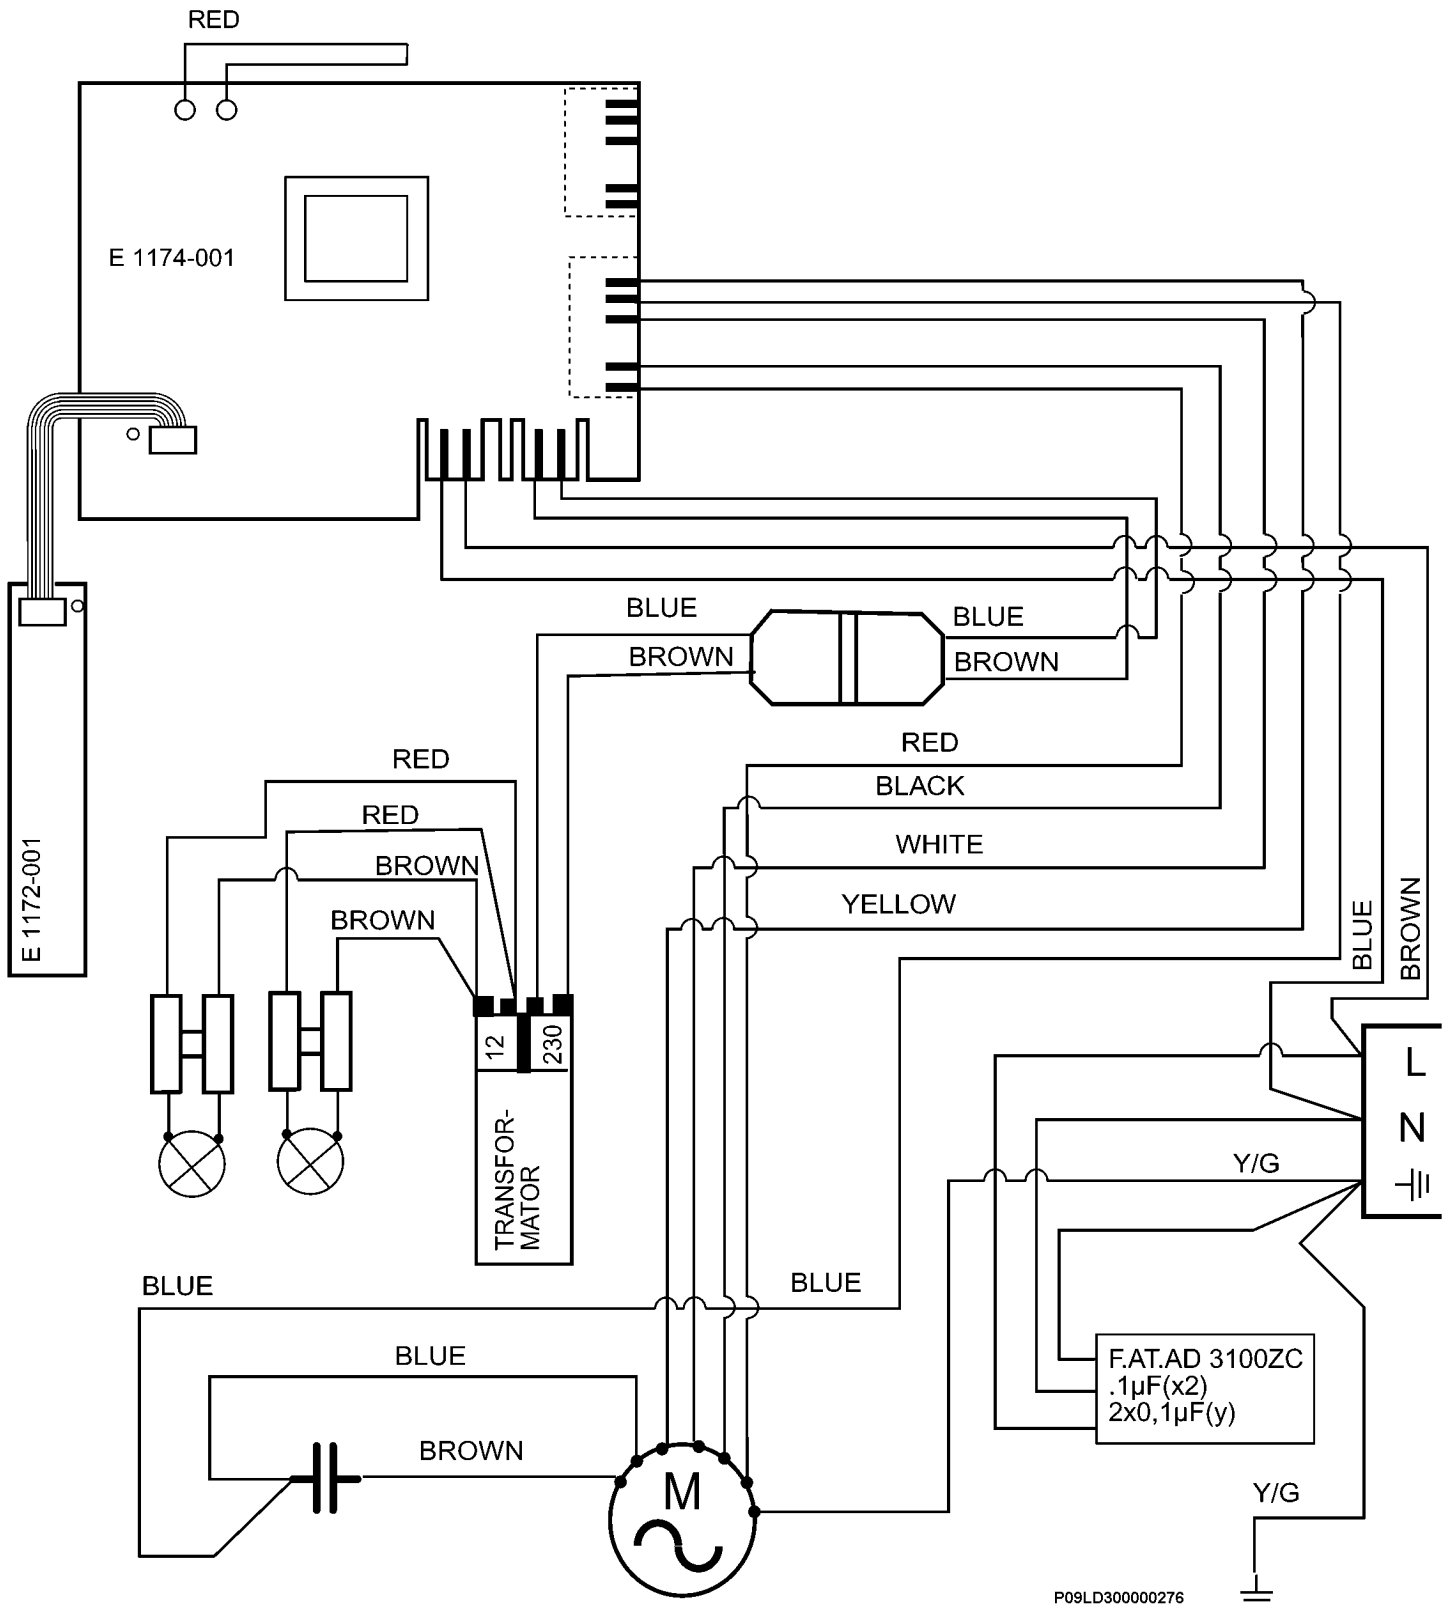 RED
E 1174-001
BLUE
BLUE
BROWN
BROWN
RED
RED
BLACK
RED
WHITE
BROWN
YELLOW
BROWN
E 1172-001
BLUE
BROWN
12
230
TRANSFOR-
MATOR
L
N
Y/G
BLUE
BLUE
BLUE
F.AT.AD 3100ZC
.1µF(x2)
2x0,1µF(y)
BROWN
M
Y/G
P09LD300000276